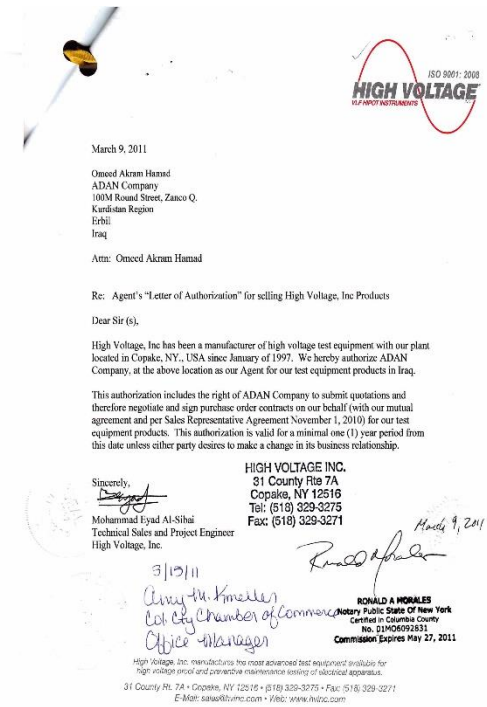 ISO 9001: 2008
HIGH VOLTAGE
VLF HIPOT INSTRUMENTS
March 9, 2011
Omeed Akram Hamad
ADAN Company
100M Round Street, Zanco Q.
Kurdistan Region
Erbil
Iraq
Attn: Omeed Akram Hamad
Re: Agent's "Letter of Authorization" for selling High Voltage, Inc Products
Dear Sir (s),
High Voltage, Inc has been a manufacturer of high voltage test equipment with our plant
located in Copake, NY., USA since January of 1997. We hereby authorize ADAN
Company, at the above location as our Agent for our test equipment products in Iraq.
This authorization includes the right of ADAN Company to submit quotations and
therefore negotiate and sign purchase order contracts on our behalf (with our mutual
agreement and per Sales Representative Agreement November 1, 2010) for our test
equipment products. This authorization is valid for a minimal one (1) year period from
this date unless either party desires to make a change in its business relationship.
Sincerely,
Mohammad Eyad Al-Sibai
Technical Sales and Project Engineer
High Voltage, Inc.
HIGH VOLTAGE INC.
31 County Rte 7A
Copake, NY 12516
Tel: (518) 329-3275
Fax: (518) 329-3271
March 9, 2011
Ronald A Morales
RONALD A MORALES
Notary Public State Of New York
Certified in Columbia County
No. 01MO6092831
Commission Expires May 27, 2011
Amy M.
Col Cty Chamber of Commerce
Office Manager
High Voltage, Inc. manufactures the most advanced test equipment available for
high voltage proof and preventive maintenance testing of electrical apparatus.
31 County Rt. 7A • Copake, NY 12516 • (518) 329-3275 • Fax: (518) 329-3271
E-Mail: sales@hvinc.com • Web: www.hvinc.com